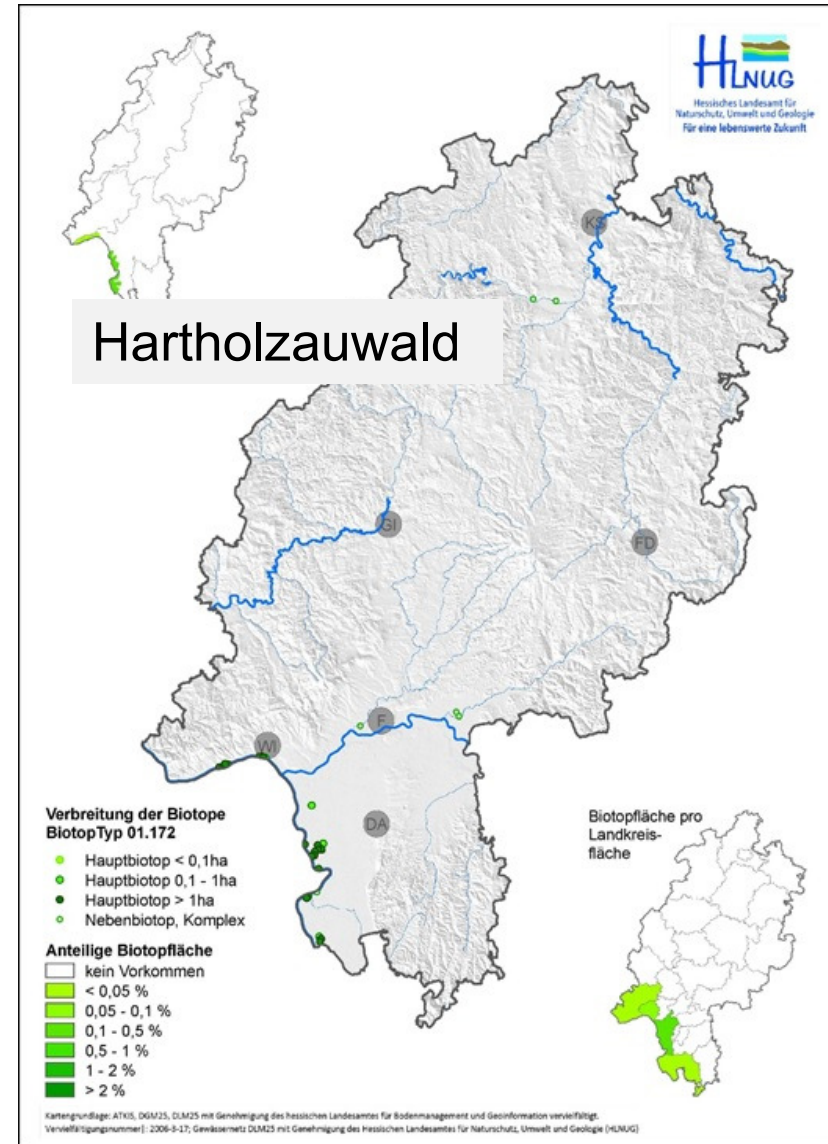 HLNUG
Hessisches Landesamt für
Naturschutz, Umwelt und Geologie
Für eine lebenswerte Zukunft
KS
Hartholzauwald
GI
FD
F
WI
DA
Verbreitung der Biotope
BiotopTyp 01.172
Hauptbiotop < 0,1ha
Hauptbiotop 0,1 - 1ha
Hauptbiotop > 1ha
Nebenbiotop, Komplex
Anteilige Biotopfläche
kein Vorkommen
< 0,05 %
0,05 - 0,1 %
0,1 - 0,5 %
0,5 - 1 %
1 - 2 %
> 2 %
Biotopfläche pro
Landkreis-
fläche
Kartengrundlage: ATKIS, DGM25, DLM25 mit Genehmigung des hessischen Landesamtes für Bodenmanagement und Geoinformation vervielfältigt.
Vervielfältigungsnummer]: 2006-3-17; Gewässernetz DLM25 mit Genehmigung des Hessischen Landesamtes für Naturschutz, Umwelt und Geologie (HLNUG)